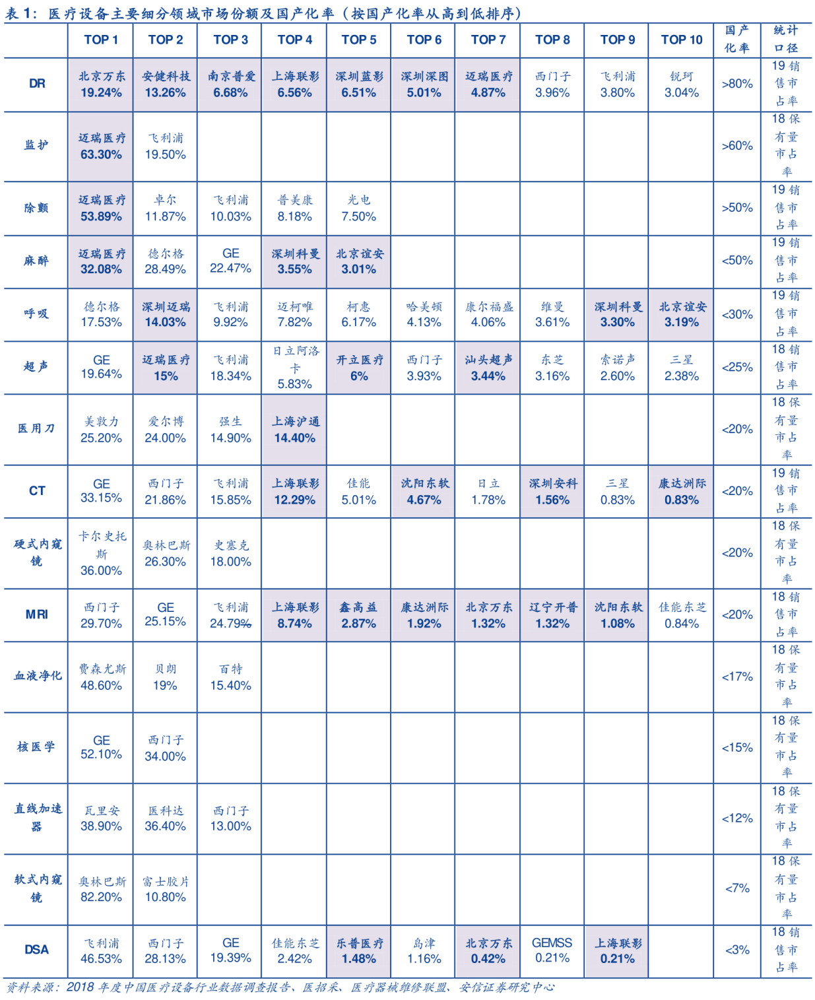 表 1：医疗设备主要细分领域市场份额及国产化率（按国产化率从高到低排序）
TOP 1 TOP 2 TOP 3 TOP 4 TOP 5 TOP 6 TOP 7 TOP 8 TOP 9 TOP 10 国产化率 统计口径
DR 北京万东 19.24% 安健科技 13.26% 南京普爱 6.68% 上海联影 6.56% 深圳蓝影 6.51% 深圳深图 5.01% 迈瑞医疗 4.87% 西门子 3.96% 飞利浦 3.80% 锐珂 3.04% >80% 19 销售市占率
监护 迈瑞医疗 63.30% 飞利浦 19.50% >60% 18 保有量市占率
除颤 迈瑞医疗 53.89% 卓尔 11.87% 飞利浦 10.03% 普美康 8.18% 光电 7.50% >50% 19 销售市占率
麻醉 迈瑞医疗 32.08% 德尔格 28.49% GE 22.47% 深圳科曼 3.55% 北京谊安 3.01% <50% 19 销售市占率
呼吸 德尔格 17.53% 深圳迈瑞 14.03% 飞利浦 9.92% 迈柯唯 7.82% 柯惠 6.17% 哈美顿 4.13% 康尔福盛 4.06% 维曼 3.61% 深圳科曼 3.30% 北京谊安 3.19% <30% 19 销售市占率
超声 GE 19.64% 迈瑞医疗 15% 飞利浦 18.34% 日立阿洛卡 5.83% 开立医疗 6% 西门子 3.93% 汕头超声 3.44% 东芝 3.16% 索诺声 2.60% 三星 2.38% <25% 18 销售市占率
医用刀 美敦力 25.20% 爱尔博 24.00% 强生 14.90% 上海沪通 14.40% <20% 18 保有量市占率
CT GE 33.15% 西门子 21.86% 飞利浦 15.85% 上海联影 12.29% 佳能 5.01% 沈阳东软 4.67% 日立 1.78% 深圳安科 1.56% 三星 0.83% 康达洲际 0.83% <20% 19 销售市占率
硬式内窥镜 卡尔史托斯 36.00% 奥林巴斯 26.30% 史塞克 18.00% <20% 18 保有量市占率
MRI 西门子 29.70% GE 25.15% 飞利浦 24.79% 上海联影 8.74% 鑫高益 2.87% 康达洲际 1.92% 北京万东 1.32% 辽宁开普 1.32% 沈阳东软 1.08% 佳能东芝 0.84% <20% 18 销售市占率
血液净化 费森尤斯 48.60% 贝朗 19% 百特 15.40% <17% 18 保有量市占率
核医学 GE 52.10% 西门子 34.00% <15% 18 保有量市占率
直线加速器 瓦里安 38.90% 医科达 36.40% 西门子 13.00% <12% 18 保有量市占率
软式内窥镜 奥林巴斯 82.20% 富士胶片 10.80% <7% 18 保有量市占率
DSA 飞利浦 46.53% 西门子 28.13% GE 19.39% 佳能东芝 2.42% 乐普医疗 1.48% 岛津 1.16% 北京万东 0.42% GEMSS 0.21% 上海联影 0.21% <3% 18 销售市占率
资料来源：2018 年度中国医疗设备行业数据调查报告、医招采、医疗器械维修联盟、安信证券研究中心